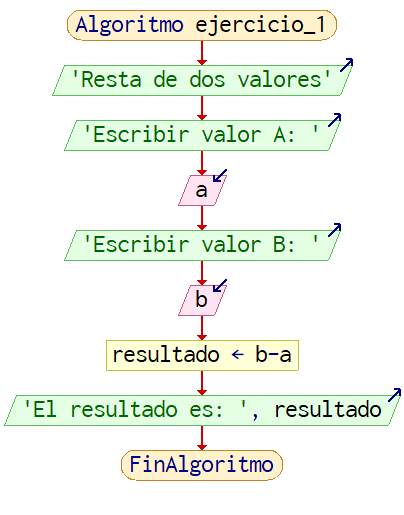 Algoritmo ejercicio_1
'Resta de dos valores'
'Escribir valor A: '
a
'Escribir valor B: '
b
resultado ← b-a
'El resultado es: ', resultado
FinAlgoritmo